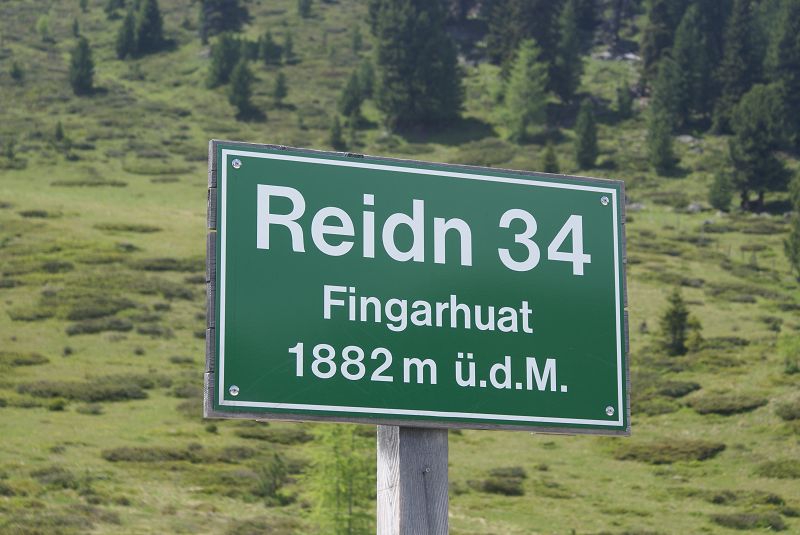 Reidn 34
Fingarhuat
1882 m ü.d.M.